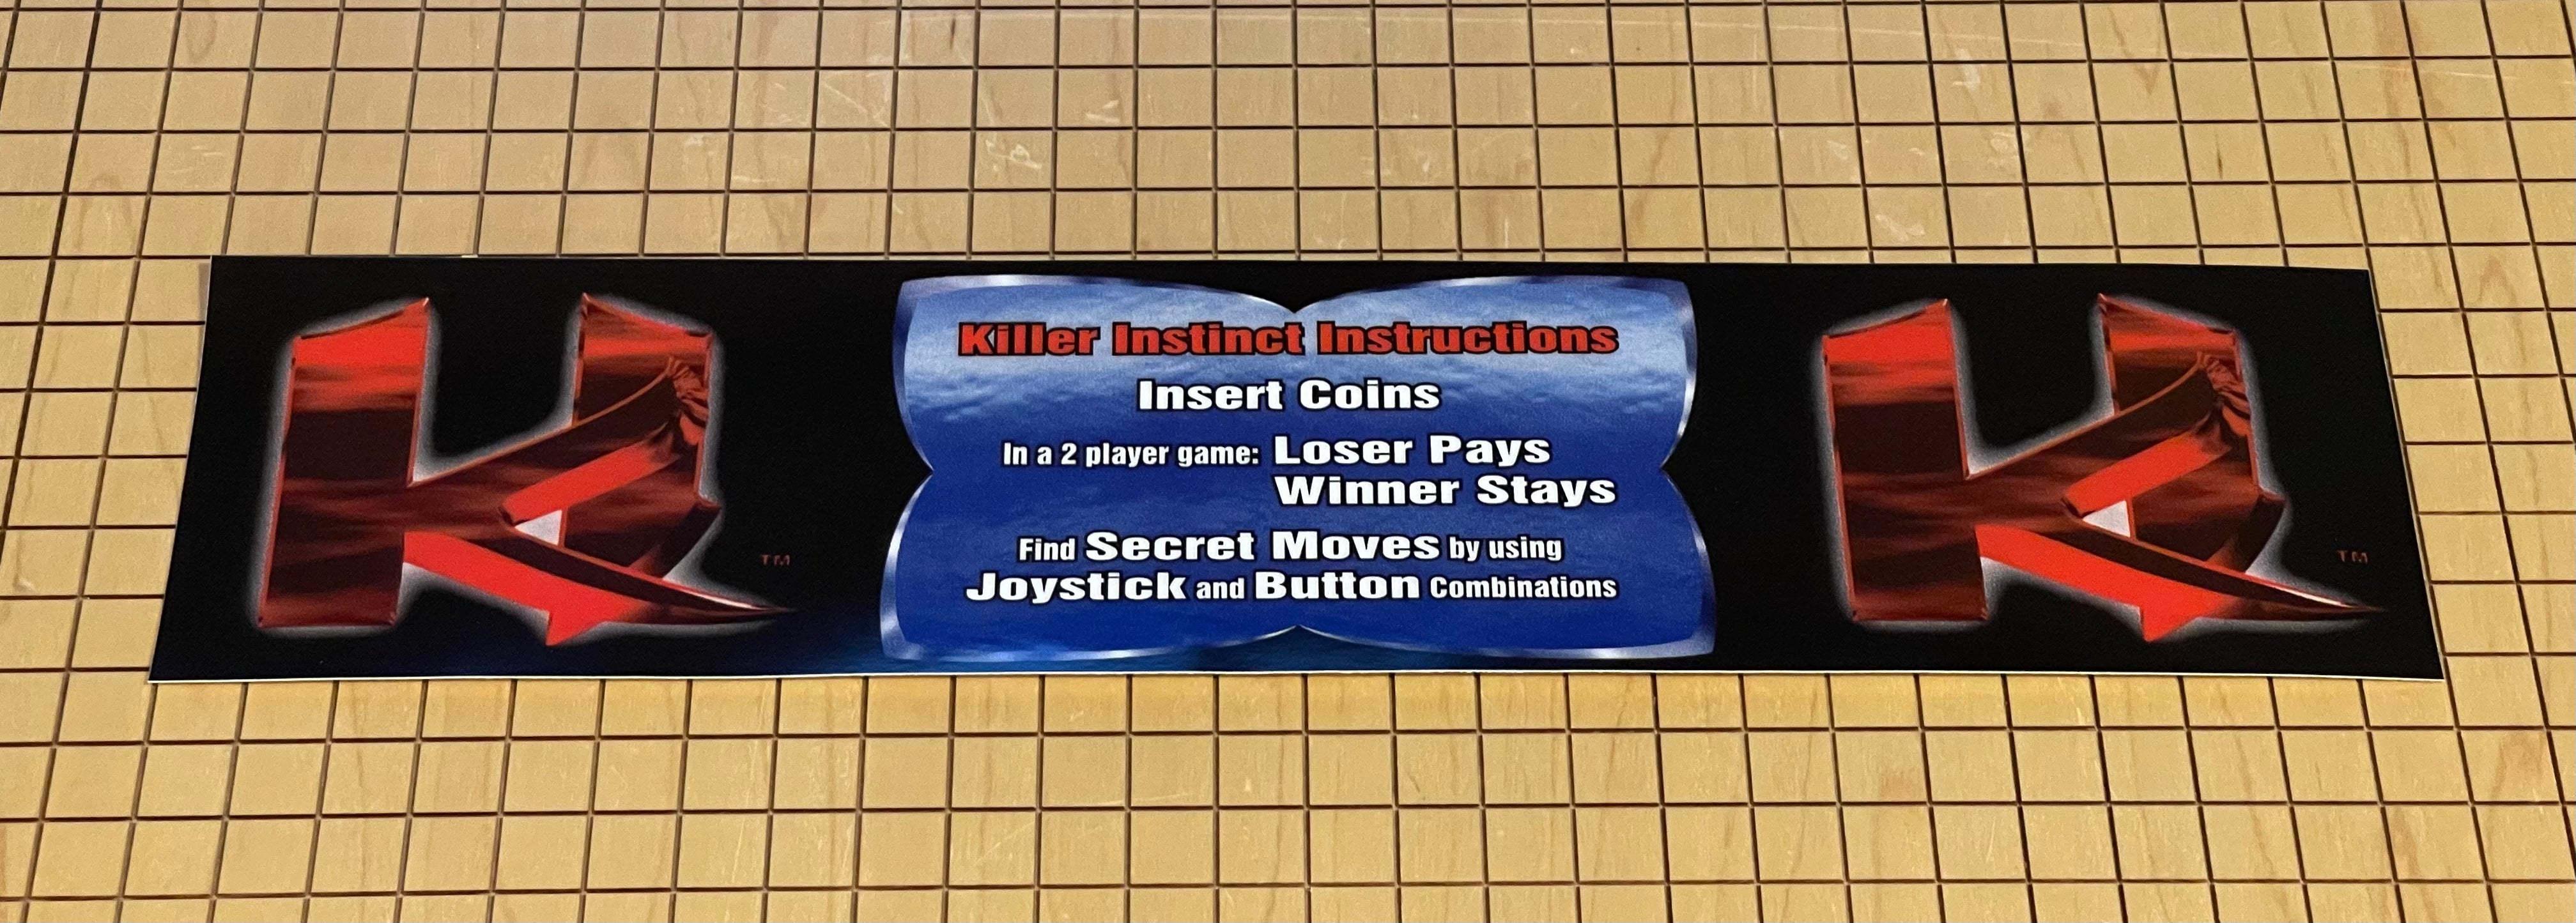 Killer Instinct Instructions
Insert Coins
In a 2 player game: Loser Pays
Winner Stays
Find Secret Moves by using
Joystick and Button Combinations
K
TM
K
TM